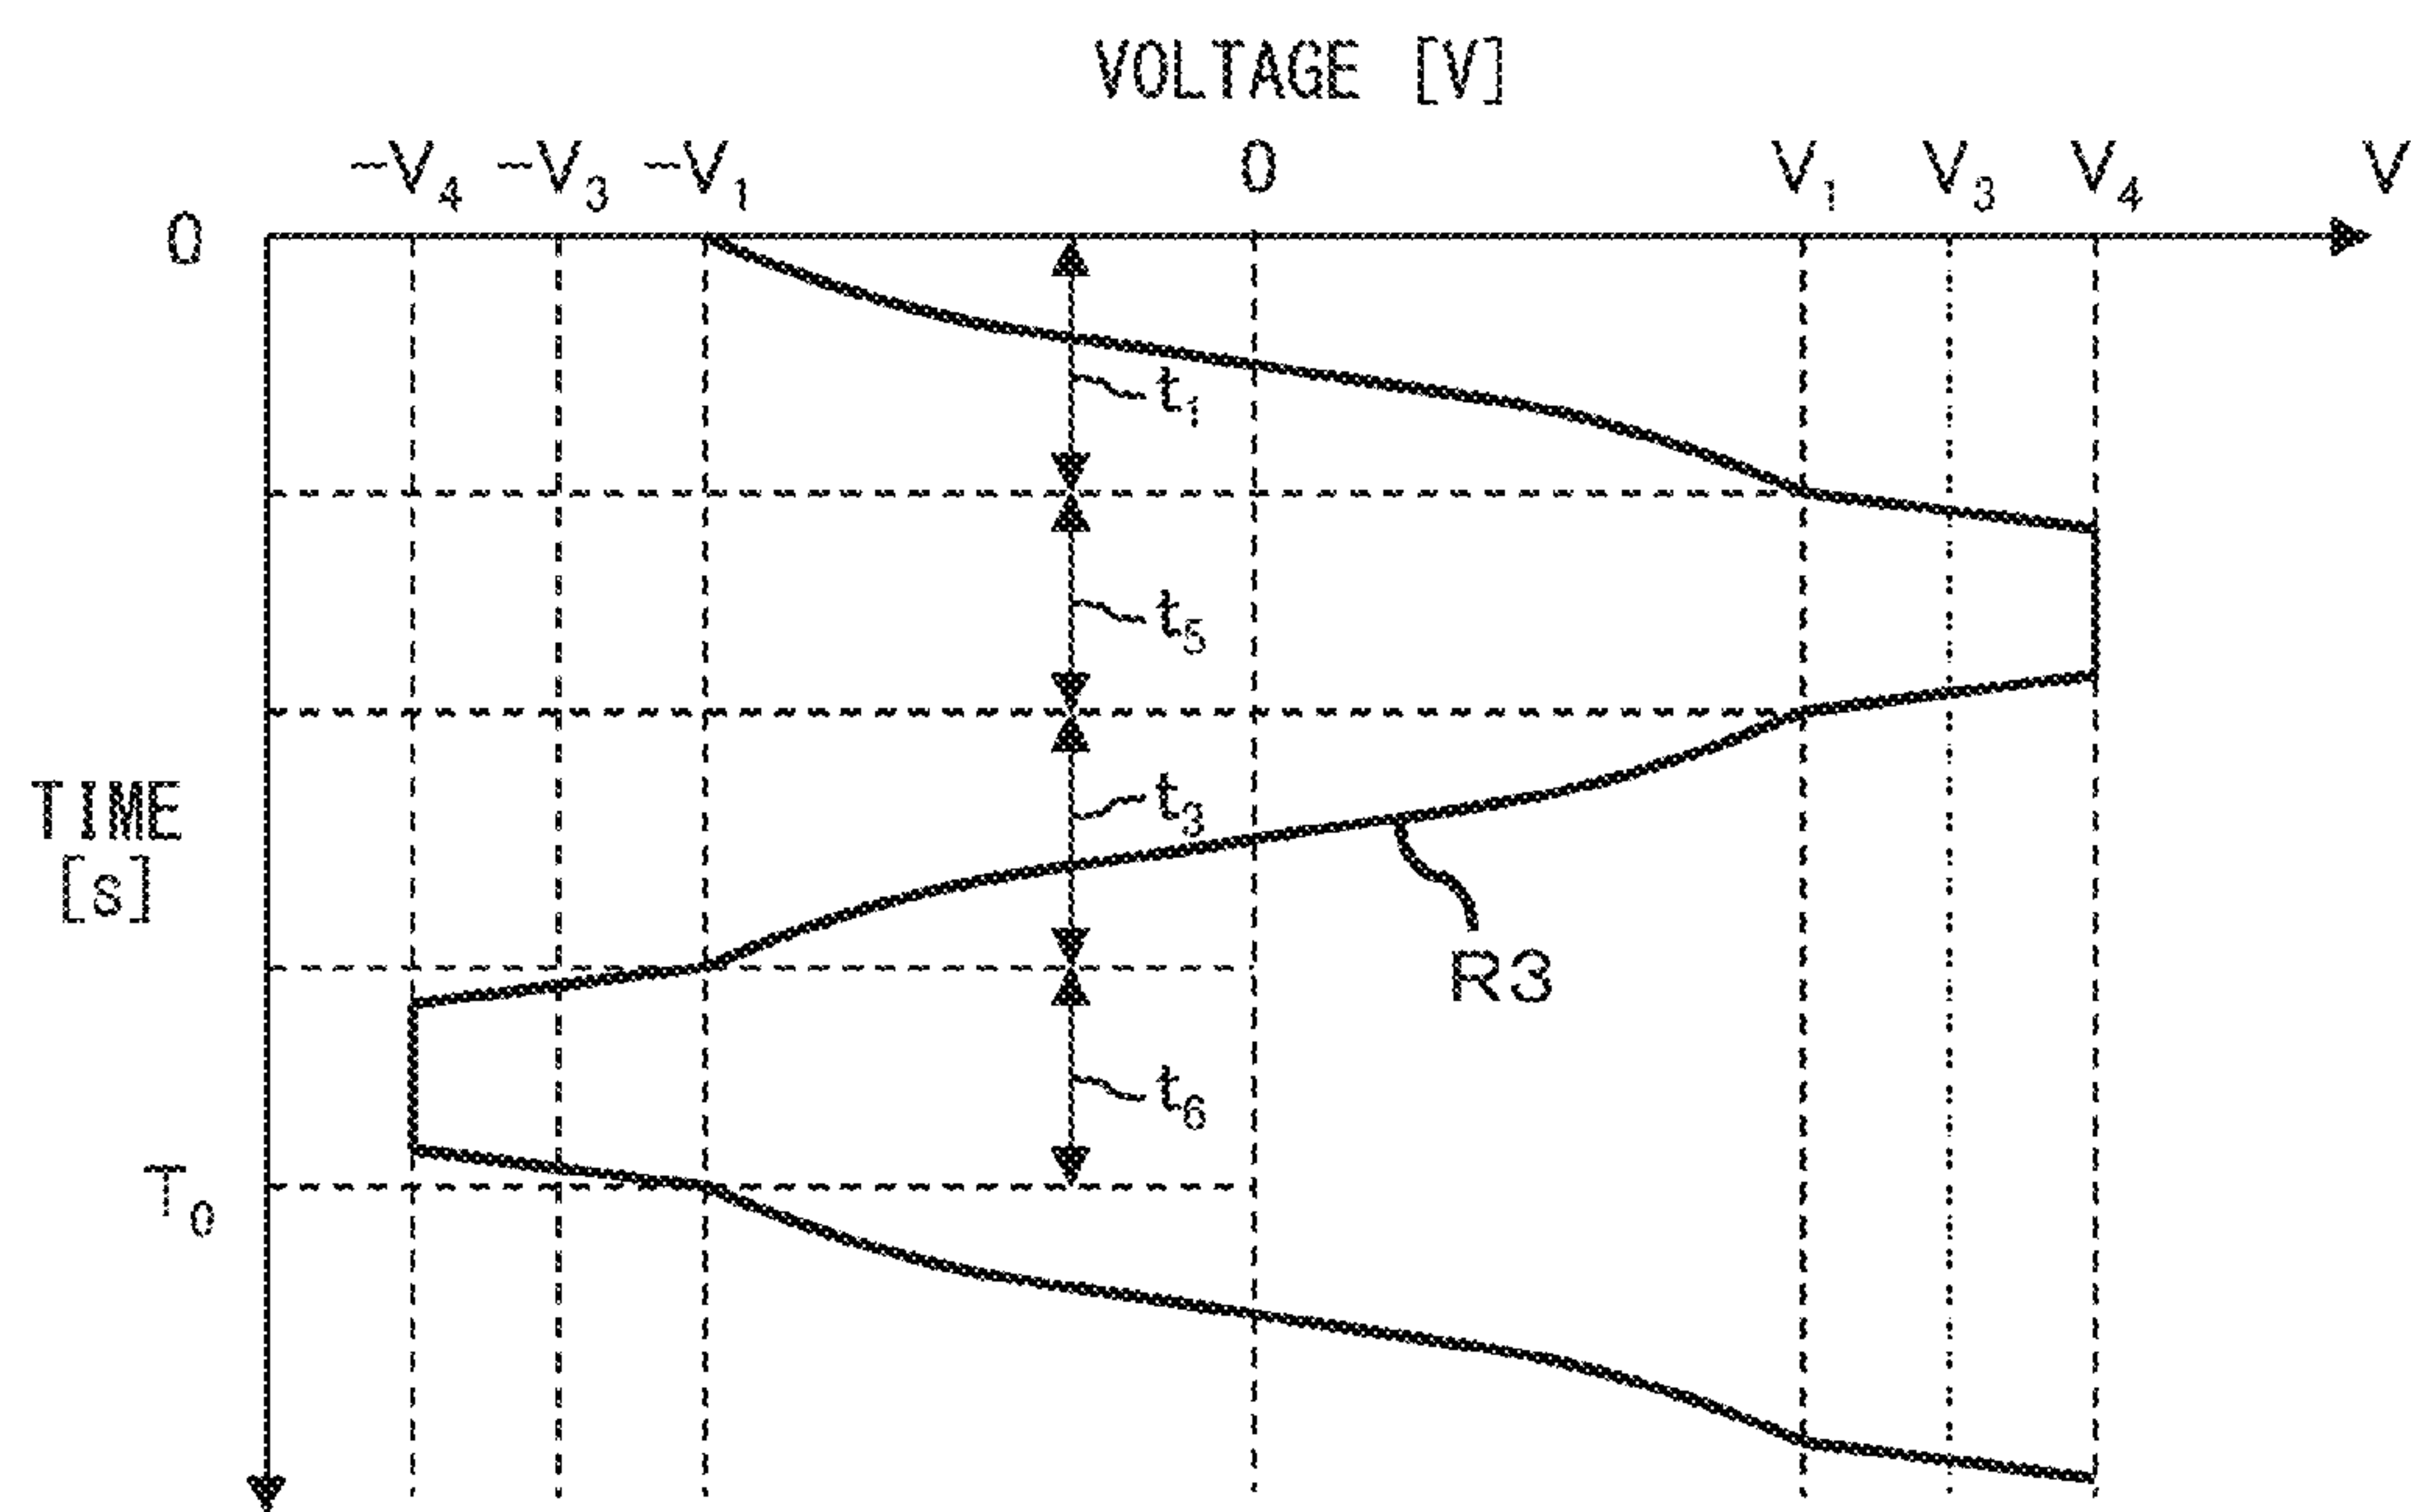 VOLTAGE [V]
-V4 -V3 -V1 0 V1 V3 V4 V
0
t1
t5
t3
TIME
[s]
R3
t6
T0